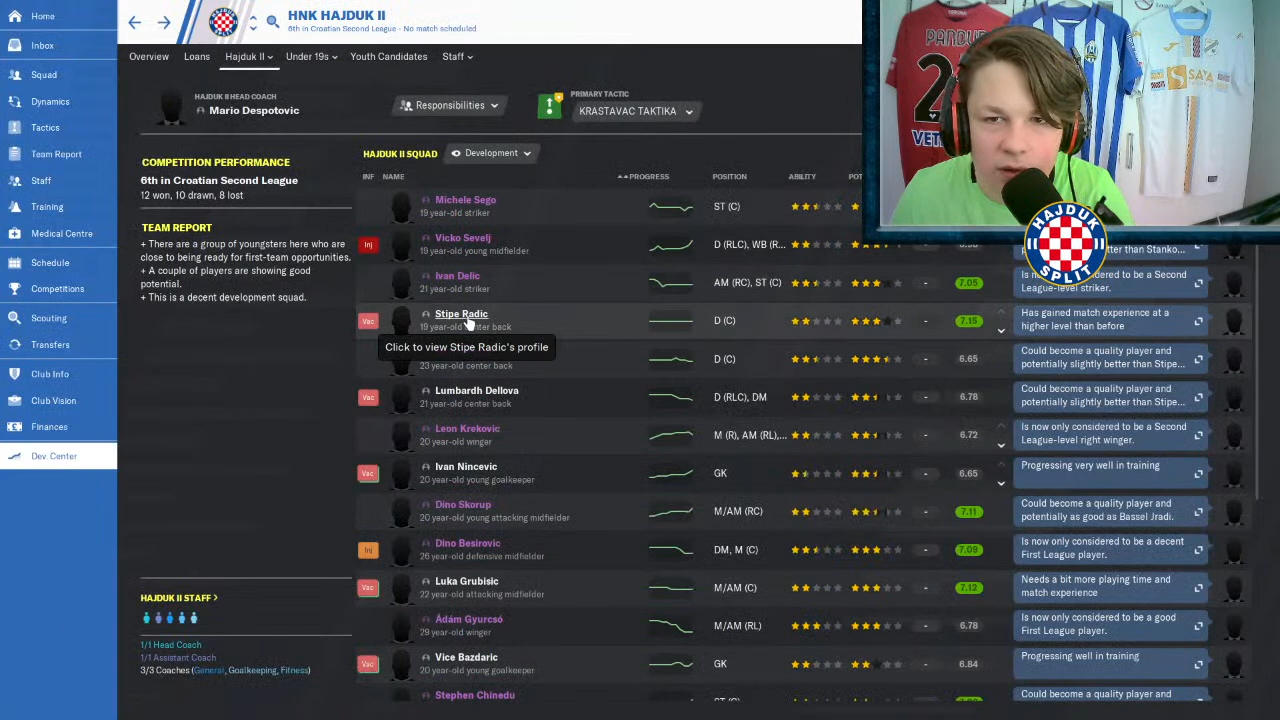 Home
Inbox
Squad
Dynamics
Tactics
Team Report
Staff
Training
Medical Centre
Schedule
Competitions
Scouting
Transfers
Club Info
Club Vision
Finances
Dev. Center
HNK HAJDUK II
6th in Croatian Second League - No match scheduled
Overview Loans Hajduk II Under 19s Youth Candidates Staff
HAJDUK II HEAD COACH
Mario Despotovic
Responsibilities
PRIMARY TACTIC
KRASTAVAC TAKTIKA
COMPETITION PERFORMANCE
6th in Croatian Second League
12 won, 10 drawn, 8 lost
TEAM REPORT
+ There are a group of youngsters here who are
close to being ready for first-team opportunities.
+ A couple of players are showing good
potential.
+ This is a decent development squad.
HAJDUK II STAFF >
1/1 Head Coach
1/1 Assistant Coach
3/3 Coaches (General, Goalkeeping, Fitness)
HAJDUK II SQUAD Development
INF NAME PROGRESS POSITION ABILITY POT
Michele Sego ST (C)
19 year-old striker
Inj Vicko Sevelj D (RLC), WB (R...
19 year-old young midfielder
Ivan Delic AM (RC), ST (C) - 7.05
21 year-old striker
League-level striker.
Vac Stipe Radic D (C) - 7.15 Has gained match experience at
19 year-old center back higher level than before
Click to view Stipe Radic's profile
D (C) - 6.65 Could become a quality player and
23 year-old center back potentially slightly better than Stipe...
Vac Lumbardh Dellova D (RLC), DM - 6.78 Could become a quality player and
21 year-old center back potentially slightly better than Stipe...
Leon Krekovic M (R), AM (RL),... - 6.72 Is now only considered to be a Second
20 year-old winger League-level right winger.
Vac Ivan Nincevic GK - 6.65 Progressing very well in training
20 year-old young goalkeeper
Dino Skorup M/AM (RC) - 7.11 Could become a quality player and
20 year-old young attacking midfielder potentially as good as Bassel Jradi.
Inj Dino Besirovic DM, M (C) - 7.09 Is now only considered to be a decent
26 year-old defensive midfielder First League player.
Vac Luka Grubisic M/AM (C) - 7.12 Needs a bit more playing time and
22 year-old attacking midfielder match experience
Ádám Gyurcsó M/AM (RL) - 6.78 Is now only considered to be a good
29 year-old winger First League player.
Vac Vice Bazdaric GK - 6.84 Progressing well in training
20 year-old young goalkeeper
Stephen Chinedu Could become a quality player and
HAJDUK
SPLIT
SAYA